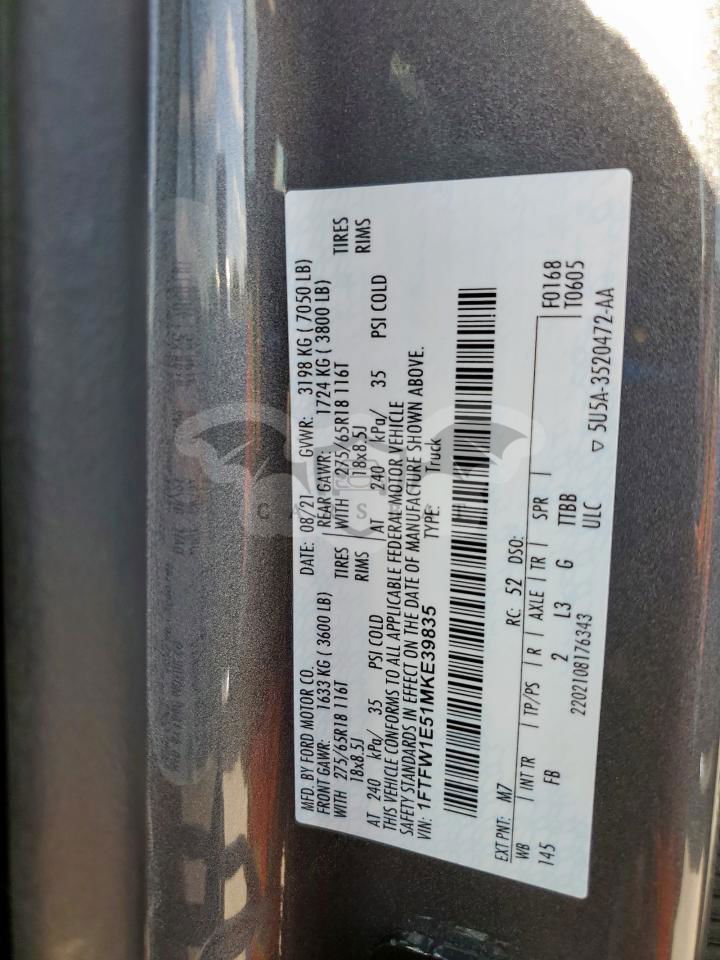 MFD. BY FORD MOTOR CO. DATE: 08/21 GVWR: 3198 KG ( 7050 LB)
FRONT GAWR: 1633 KG ( 3600 LB) REAR GAWR: 1724 KG ( 3800 LB)
WITH 275/65R18 116T TIRES WITH 275/65R18 116T TIRES
18x8.5J RIMS 18x8.5J RIMS
AT 240 kPa/ 35 PSI COLD AT 240 kPa/ 35 PSI COLD
THIS VEHICLE CONFORMS TO ALL APPLICABLE FEDERAL MOTOR VEHICLE
SAFETY STANDARDS IN EFFECT ON THE DATE OF MANUFACTURE SHOWN ABOVE.
VIN: 1FTFW1E51MKE39835 TYPE: Truck
EXT PNT: M7 RC: 52 DSO:
WB INT TR TP/PS R AXLE TR SPR F0168
145 FB 2 L3 G TTBB T0605
ULC
2202108176343 ▽ 5U5A-3520472-AA